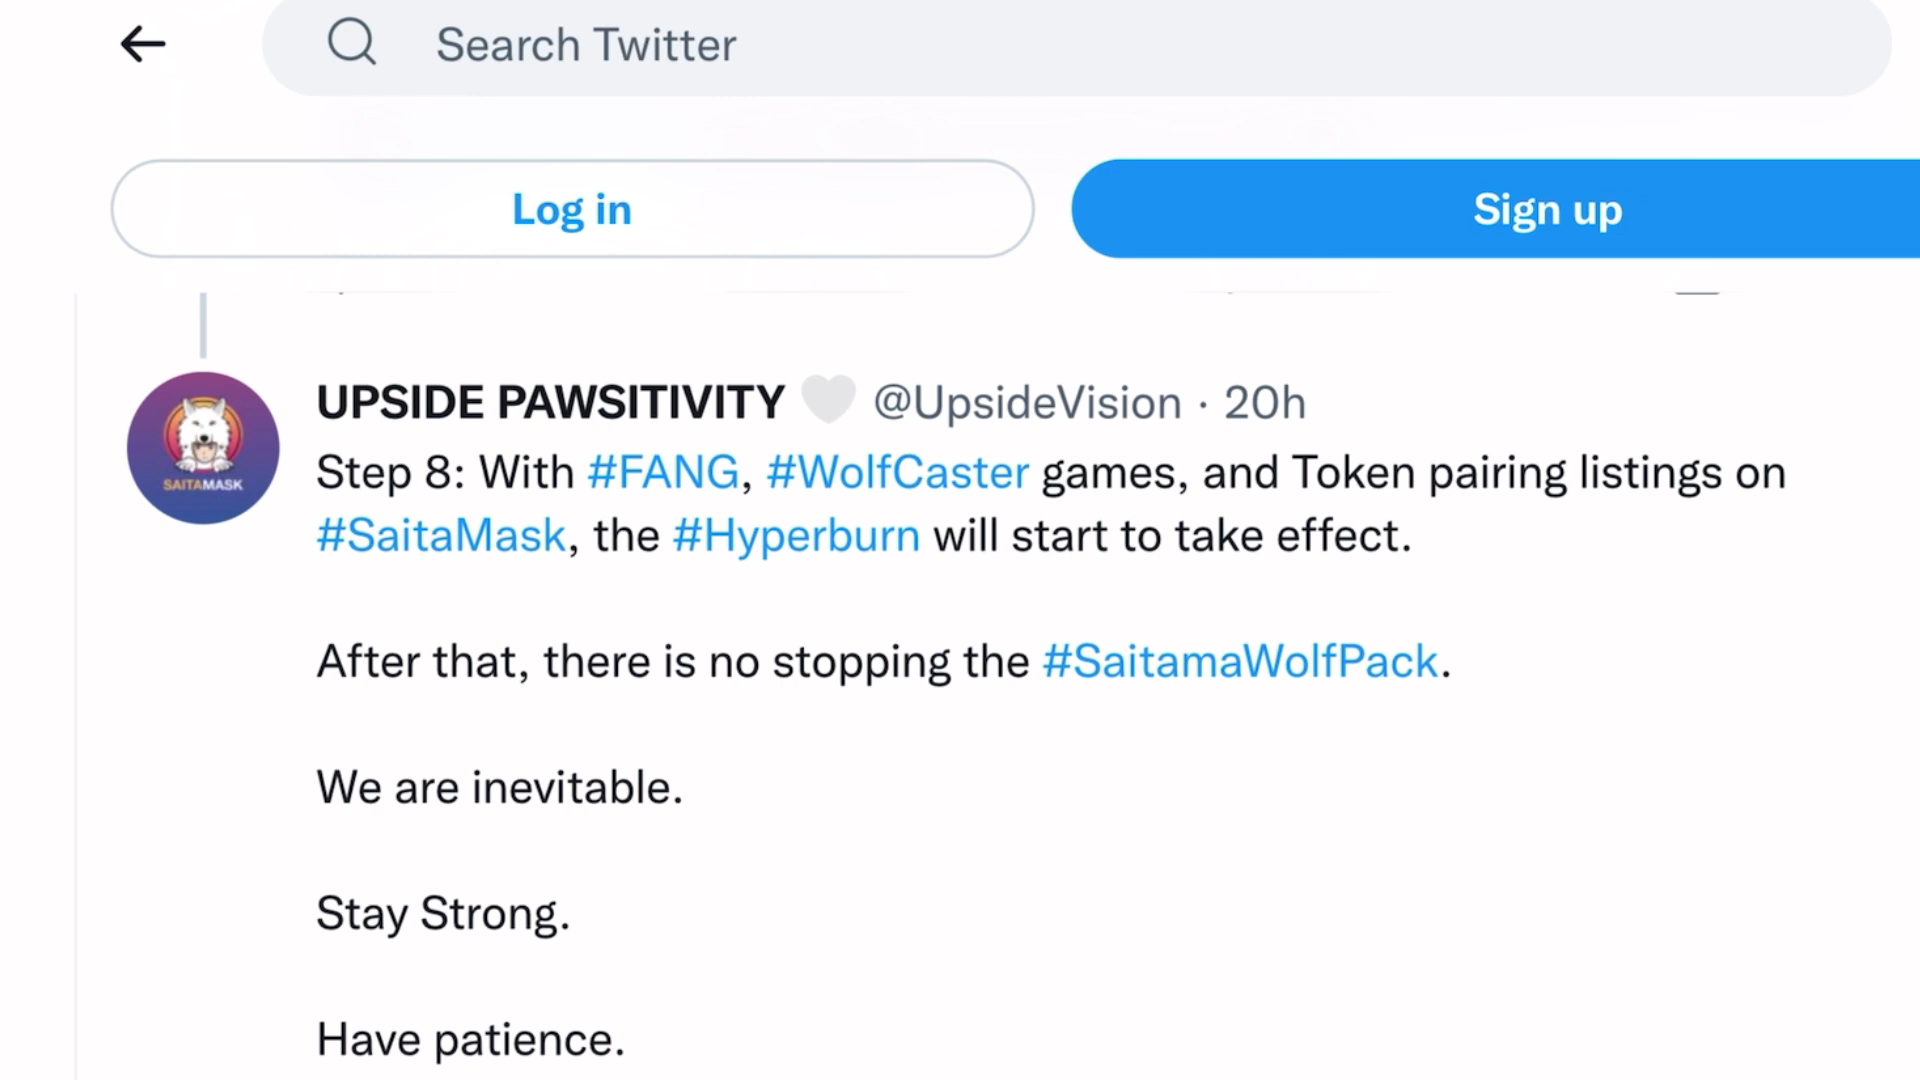 Search Twitter
Log in
Sign up
UPSIDE PAWSITIVITY 🤍 @UpsideVision · 20h
Step 8: With #FANG, #WolfCaster games, and Token pairing listings on
#SaitaMask, the #Hyperburn will start to take effect.
After that, there is no stopping the #SaitamaWolfPack.
We are inevitable.
Stay Strong.
Have patience.
SAITAMASK